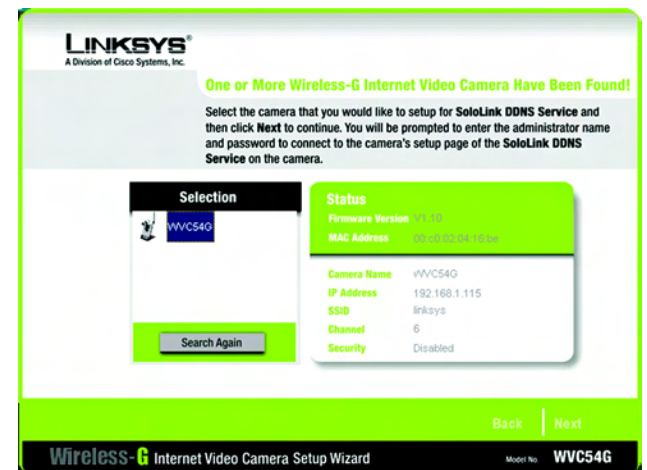 LINKSYS®
A Division of Cisco Systems, Inc.
One or More Wireless-G Internet Video Camera Have Been Found!
Select the camera that you would like to setup for SoloLink DDNS Service and
then click Next to continue. You will be prompted to enter the administrator name
and password to connect to the camera's setup page of the SoloLink DDNS
Service on the camera.
Selection
WVC54G
Search Again
Status
Firmware Version V1.10
MAC Address 00:c0:02:04:16:be
Camera Name WVC54G
IP Address 192.168.1.115
SSID linksys
Channel 6
Security Disabled
Back Next
Wireless-G Internet Video Camera Setup Wizard Model No. WVC54G